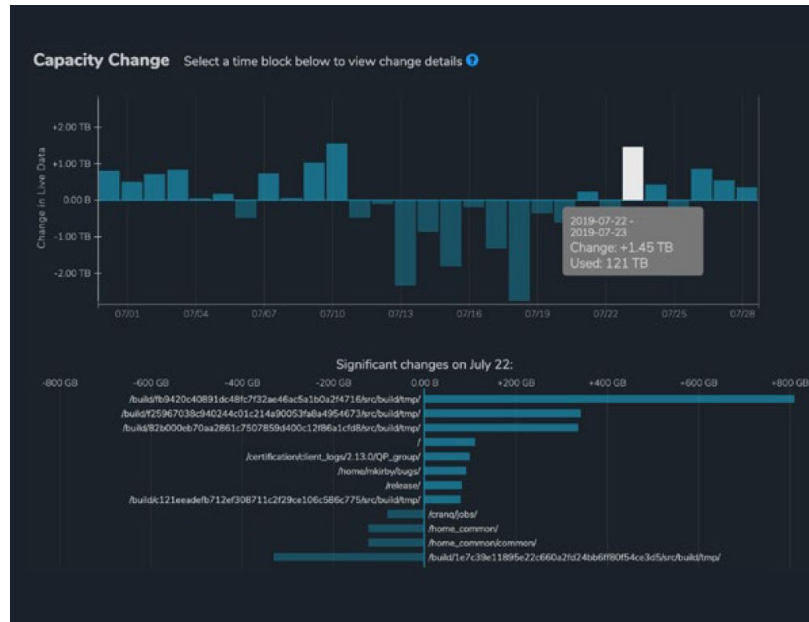 Capacity Change Select a time block below to view change details ?
+2.00 TB
+1.00 TB
0.00 B
-1.00 TB
-2.00 TB
Change in Live Data
2019-07-22 -
2019-07-23
Change: +1.45 TB
Used: 121 TB
07/01 07/04 07/07 07/10 07/13 07/16 07/19 07/22 07/25 07/28
Significant changes on July 22:
-800 GB -600 GB -400 GB -200 GB 0.00 B +200 GB +400 GB +600 GB +800 GB
/build/fb9420c40891dc48fc7f32ae46ac5a1b0a2f4716/src/build/tmp/
/build/f25967038c940244c01c214a90053fa8a4954673/src/build/tmp/
/build/82b000eb70aa2861c7507859d400c12f86a1cfd8/src/build/tmp/
/
/certification/client_logs/2.13.0/QP_group/
/home/mkirby/bugs/
/release/
/build/c121eeadefb712ef308711c2f29ce106c586c775/src/build/tmp/
/cranq/jobs/
/home_common/
/home_common/common/
/build/1e7c39e11895e22c660a2fd24bb6ff80f54ce3d5/src/build/tmp/